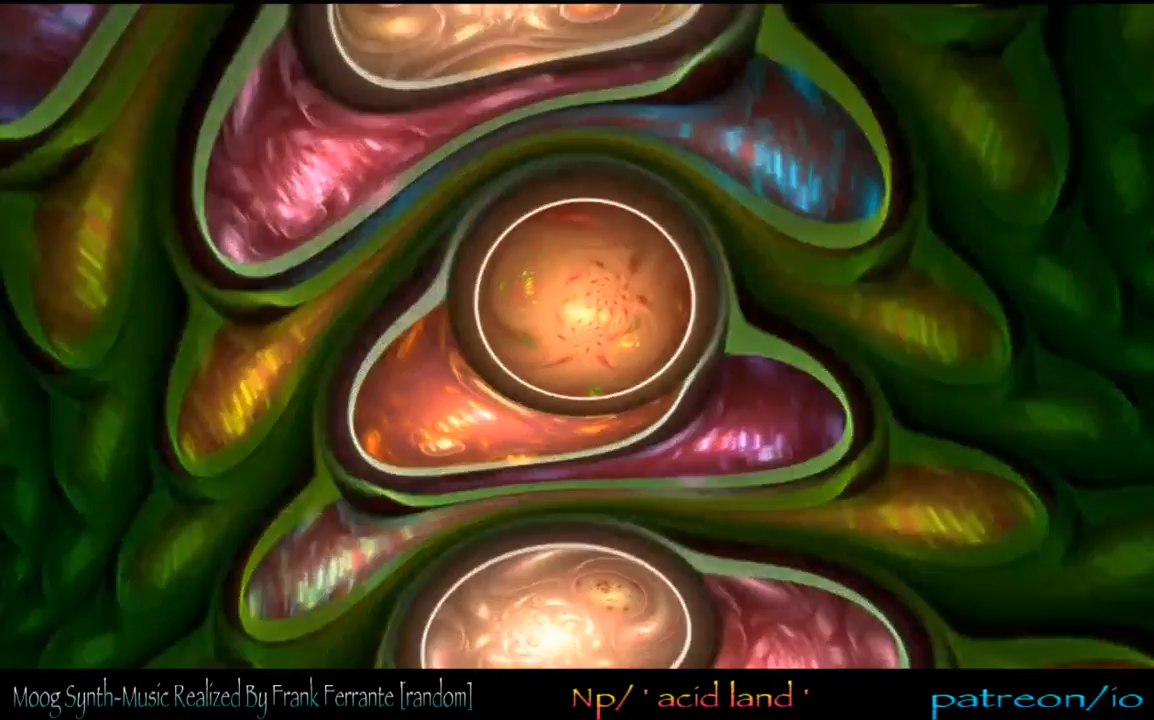 Moog Synth-Music Realized By Frank Ferrante [random]
Np/ ' acid land '
patreon/io